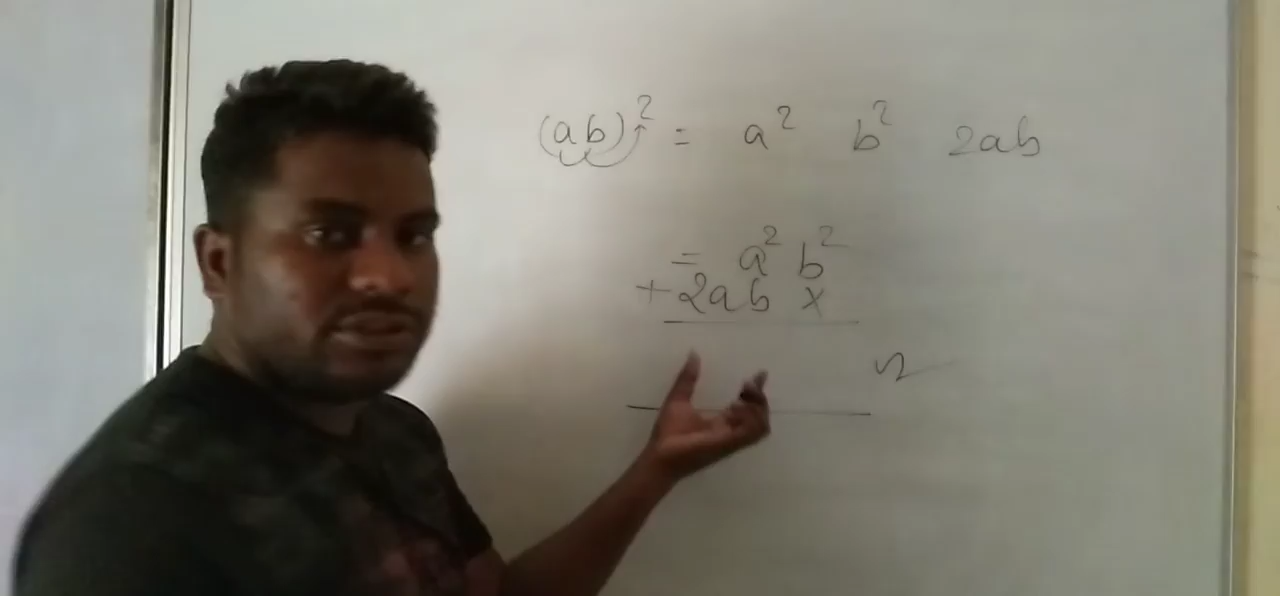 (ab)² = a² b² 2ab
= a² b²
+ 2ab x